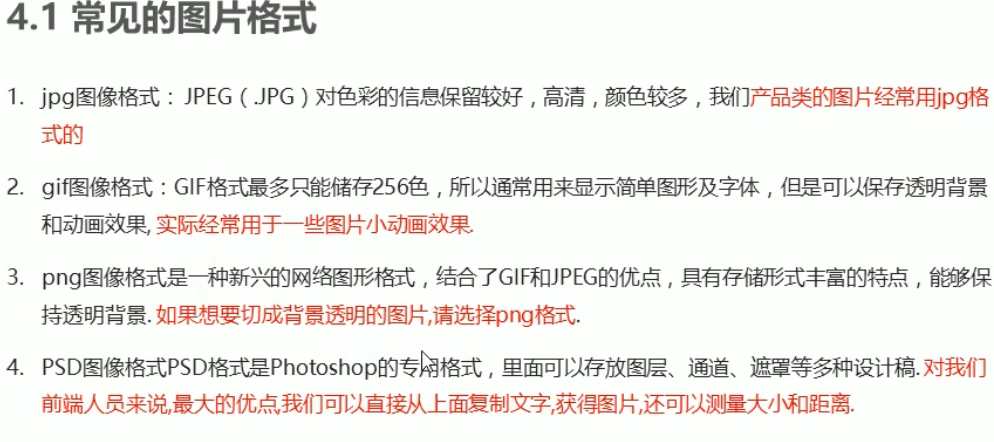 4.1 常见的图片格式
1. jpg图像格式：JPEG（.JPG）对色彩的信息保留较好，高清，颜色较多，我们产品类的图片经常用jpg格
式的
2. gif图像格式：GIF格式最多只能储存256色，所以通常用来显示简单图形及字体，但是可以保存透明背景
和动画效果, 实际经常用于一些图片小动画效果.
3. png图像格式是一种新兴的网络图形格式，结合了GIF和JPEG的优点，具有存储形式丰富的特点，能够保
持透明背景. 如果想要切成背景透明的图片,请选择png格式.
4. PSD图像格式PSD格式是Photoshop的专用格式，里面可以存放图层、通道、遮罩等多种设计稿. 对我们
前端人员来说,最大的优点,我们可以直接从上面复制文字,获得图片,还可以测量大小和距离.